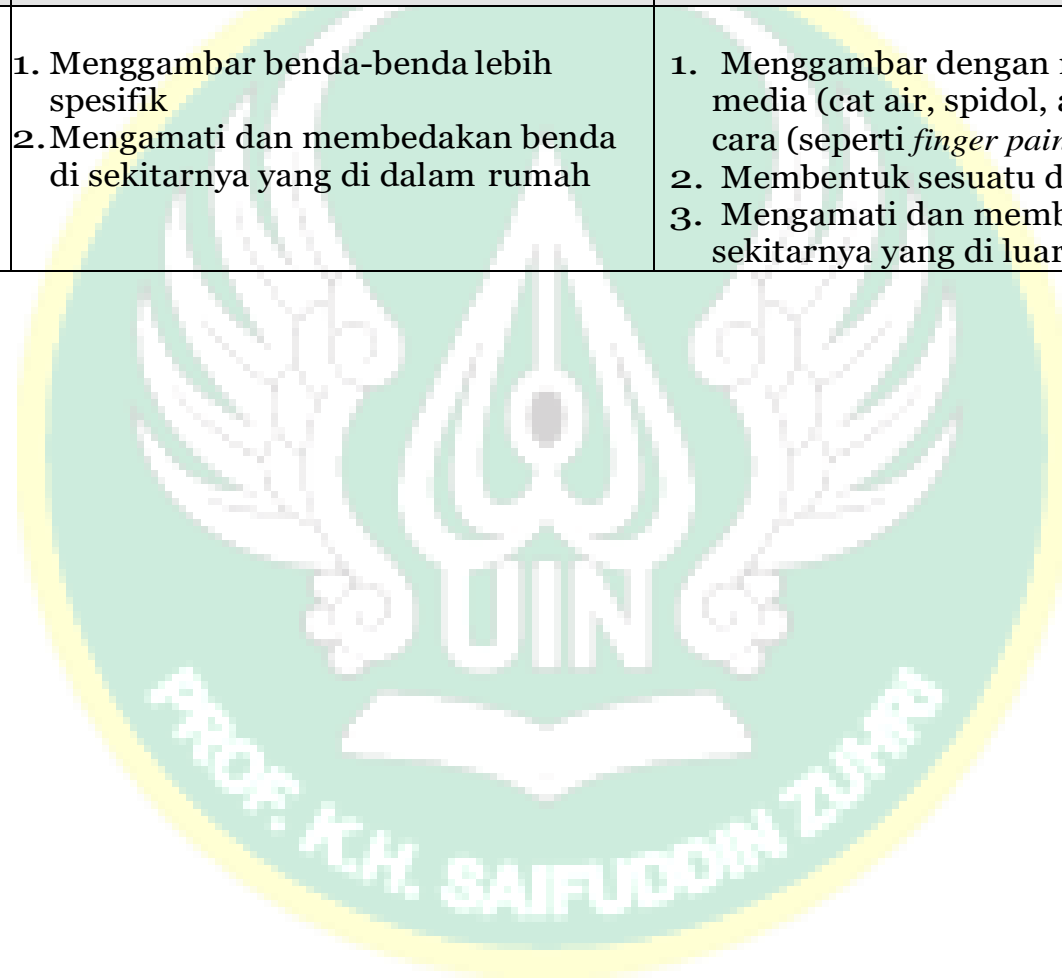 1. Menggambar benda-benda lebih
spesifik
2. Mengamati dan membedakan benda
di sekitarnya yang di dalam rumah
1. Menggambar dengan
media (cat air, spidol,
cara (seperti finger
2. Membentuk sesuatu
3. Mengamati dan
sekitarnya yang di luar
UIN
PROF. K.H. SAIFUDDIN ZUHRI